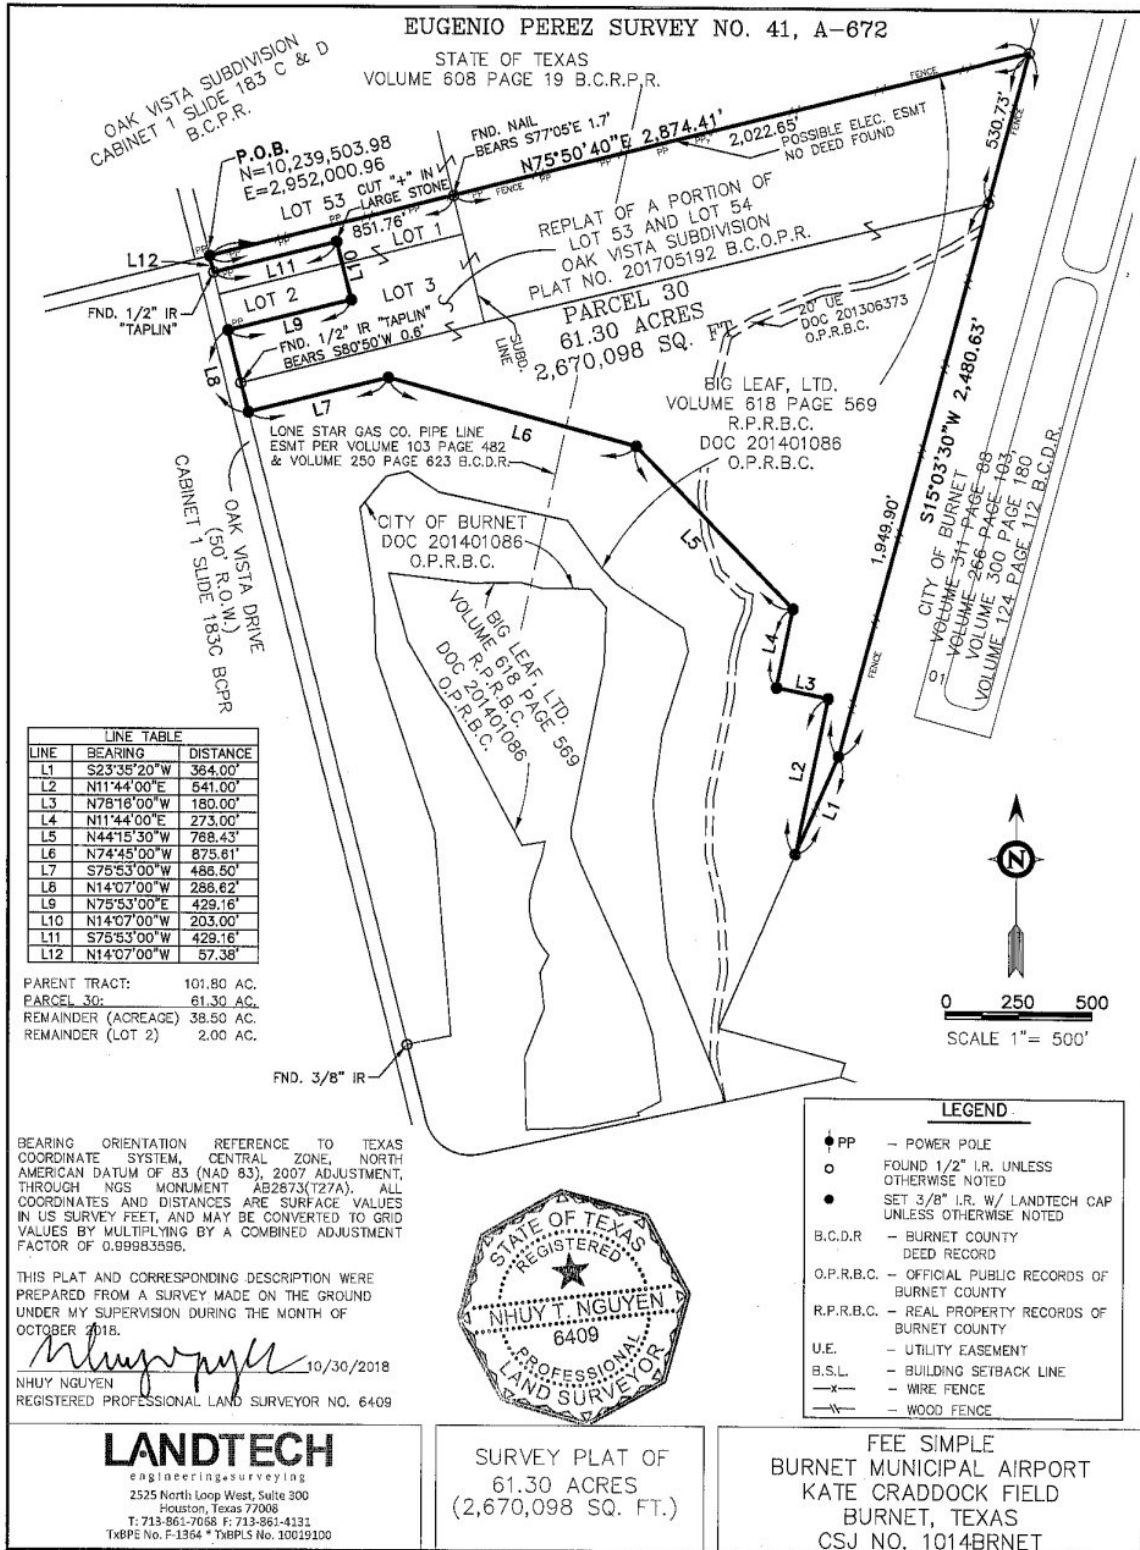 EUGENIO PEREZ SURVEY NO. 41, A-672
STATE OF TEXAS
VOLUME 608 PAGE 19 B.C.R.P.R.
OAK VISTA SUBDIVISION
CABINET 1 SLIDE 183 C & D
B.C.P.R.
P.O.B.
N=10,239,503.98
E=2,952,000.96
FND. NAIL
BEARS S77°05'E 1.7'
N75°50'40"E 2,874.41'
2,022.65'
FENCE
530.73'
FENCE
POSSIBLE ELEC. ESMT
NO DEED FOUND
CUT "+" IN
LARGE STONE
LOT 53
851.76'
LOT 1
PP
FENCE
REPLAT OF A PORTION OF
LOT 53 AND LOT 54
OAK VISTA SUBDIVISION
PLAT NO. 201705192 B.C.O.P.R.
L12
L11
L10
FND. 1/2" IR
"TAPLIN"
LOT 2
LOT 3
L9
FND. 1/2" IR "TAPLIN"
BEARS S80°50'W 0.6'
SUBD.
LINE
PARCEL 30
61.30 ACRES
2,670,098 SQ. FT
20' UE
DOC 201306373
O.P.R.B.C.
L8
L7
L6
BIG LEAF, LTD.
VOLUME 618 PAGE 569
R.P.R.B.C.
DOC 201401086
O.P.R.B.C.
S15°03'30"W 2,480.63'
LONE STAR GAS CO. PIPE LINE
ESMT PER VOLUME 103 PAGE 482
& VOLUME 250 PAGE 623 B.C.D.R.
OAK VISTA DRIVE
(50' R.O.W.)
CABINET 1 SLIDE 183C BCPR
CITY OF BURNET
DOC 201401086
O.P.R.B.C.
L5
1,949.90'
CITY OF BURNET
VOLUME 311 PAGE 88
VOLUME 266 PAGE 103,
VOLUME 300 PAGE 180
VOLUME 124 PAGE 112 B.C.D.R.
BIG LEAF, LTD.
VOLUME 618 PAGE 569
R.P.R.B.C.
DOC 201401086
O.P.R.B.C.
L4
L3
FENCE
01
L2
L1
LINE TABLE
LINE BEARING DISTANCE
L1 S23°35'20"W 364.00'
L2 N11°44'00"E 541.00'
L3 N78°16'00"W 180.00'
L4 N11°44'00"E 273.00'
L5 N44°15'30"W 768.43'
L6 N74°45'00"W 875.61'
L7 S75°53'00"W 486.50'
L8 N14°07'00"W 286.62'
L9 N75°53'00"E 429.16'
L10 N14°07'00"W 203.00'
L11 S75°53'00"W 429.16'
L12 N14°07'00"W 57.38'
PARENT TRACT: 101.80 AC.
PARCEL 30: 61.30 AC.
REMAINDER (ACREAGE) 38.50 AC.
REMAINDER (LOT 2) 2.00 AC.
N
0 250 500
SCALE 1"= 500'
FND. 3/8" IR
BEARING ORIENTATION REFERENCE TO TEXAS
COORDINATE SYSTEM, CENTRAL ZONE, NORTH
AMERICAN DATUM OF 83 (NAD 83), 2007 ADJUSTMENT,
THROUGH NGS MONUMENT AB2873(T27A). ALL
COORDINATES AND DISTANCES ARE SURFACE VALUES
IN US SURVEY FEET, AND MAY BE CONVERTED TO GRID
VALUES BY MULTIPLYING BY A COMBINED ADJUSTMENT
FACTOR OF 0.99983596.
THIS PLAT AND CORRESPONDING DESCRIPTION WERE
PREPARED FROM A SURVEY MADE ON THE GROUND
UNDER MY SUPERVISION DURING THE MONTH OF
OCTOBER 2018.
10/30/2018
NHUY NGUYEN
REGISTERED PROFESSIONAL LAND SURVEYOR NO. 6409
STATE OF TEXAS
REGISTERED
NHUY T. NGUYEN
6409
PROFESSIONAL
LAND SURVEYOR
LEGEND
PP - POWER POLE
FOUND 1/2" I.R. UNLESS
OTHERWISE NOTED
SET 3/8" I.R. W/ LANDTECH CAP
UNLESS OTHERWISE NOTED
B.C.D.R - BURNET COUNTY
DEED RECORD
O.P.R.B.C. - OFFICIAL PUBLIC RECORDS OF
BURNET COUNTY
R.P.R.B.C. - REAL PROPERTY RECORDS OF
BURNET COUNTY
U.E. - UTILITY EASEMENT
B.S.L. - BUILDING SETBACK LINE
—x— - WIRE FENCE
—\\— - WOOD FENCE
LANDTECH
engineering•surveying
2525 North Loop West, Suite 300
Houston, Texas 77008
T: 713-861-7068 F: 713-861-4131
TxBPE No. F-1364 * TxBPLS No. 10019100
SURVEY PLAT OF
61.30 ACRES
(2,670,098 SQ. FT.)
FEE SIMPLE
BURNET MUNICIPAL AIRPORT
KATE CRADDOCK FIELD
BURNET, TEXAS
CSJ NO. 1014BRNET